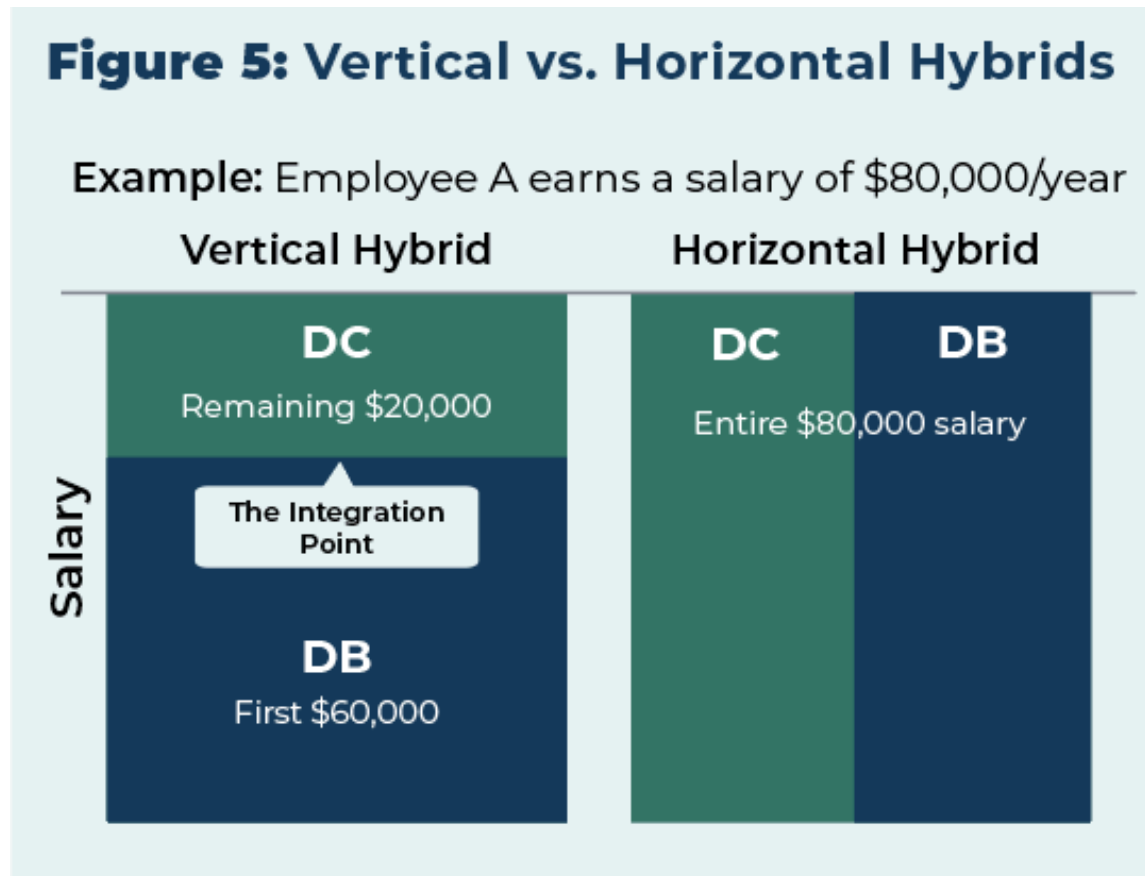 Figure 5: Vertical vs. Horizontal Hybrids
Example: Employee A earns a salary of $80,000/year
Vertical Hybrid
Horizontal Hybrid
Salary
DC
Remaining $20,000
The Integration
Point
DB
First $60,000
DC
DB
Entire $80,000 salary